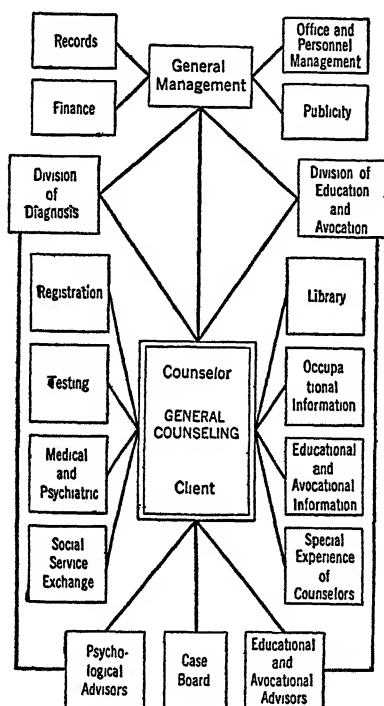 Records
Finance
General
Management
Office and
Personnel
Management
Publicity
Division
of
Diagnosis
Division of
Education
and
Avocation
Registration
Testing
Medical
and
Psychiatric
Social
Service
Exchange
Counselor
GENERAL
COUNSELING
Client
Library
Occupa
tional
Information
Educational
and
Avocational
Information
Special
Experience
of
Counselors
Psycho-
logical
Advisors
Case
Board
Educational
and
Avocational
Advisors